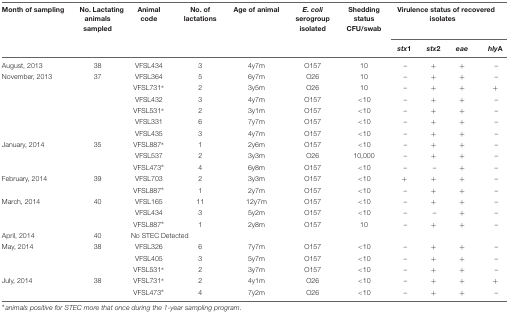 Month of sampling No. Lactating animals sampled Animal code No. of lactations Age of animal E. coli serogroup isolated Shedding status CFU/swab Virulence status of recovered isolates
stx1 stx2 eae hlyA
August, 2013 38 VFSL434 3 4y7m O157 10 – + + –
November, 2013 37 VFSL364 5 6y7m O26 10 – + + –
VFSL731* 2 3y5m O26 10 – + + +
VFSL432 3 4y7m O157 <10 – + + –
VFSL531* 2 3y1m O157 <10 – + + –
VFSL331 6 7y7m O157 <10 – + + –
VFSL435 3 4y7m O157 <10 – + + –
January, 2014 35 VFSL887* 1 2y6m O157 <10 – + + –
VFSL537 2 3y3m O26 10,000 – + + –
VFSL473* 4 6y8m O157 <10 – – + –
February, 2014 39 VFSL703 2 3y3m O157 <10 + + + –
VFSL887* 1 2y7m O157 <10 – + + –
March, 2014 40 VFSL165 11 12y7m O157 <10 – + + –
VFSL434 3 5y2m O157 <10 – – + –
VFSL887* 1 2y8m O157 10 – + + –
April, 2014 40 No STEC Detected
May, 2014 38 VFSL326 6 7y7m O157 <10 – + + –
VFSL405 3 5y7m O157 <10 – + + –
VFSL531* 2 3y7m O157 <10 – + + –
July, 2014 38 VFSL731* 2 4y1m O26 <10 – + + +
VFSL473* 4 7y2m O26 <10 – + + –
*animals positive for STEC more that once during the 1-year sampling program.